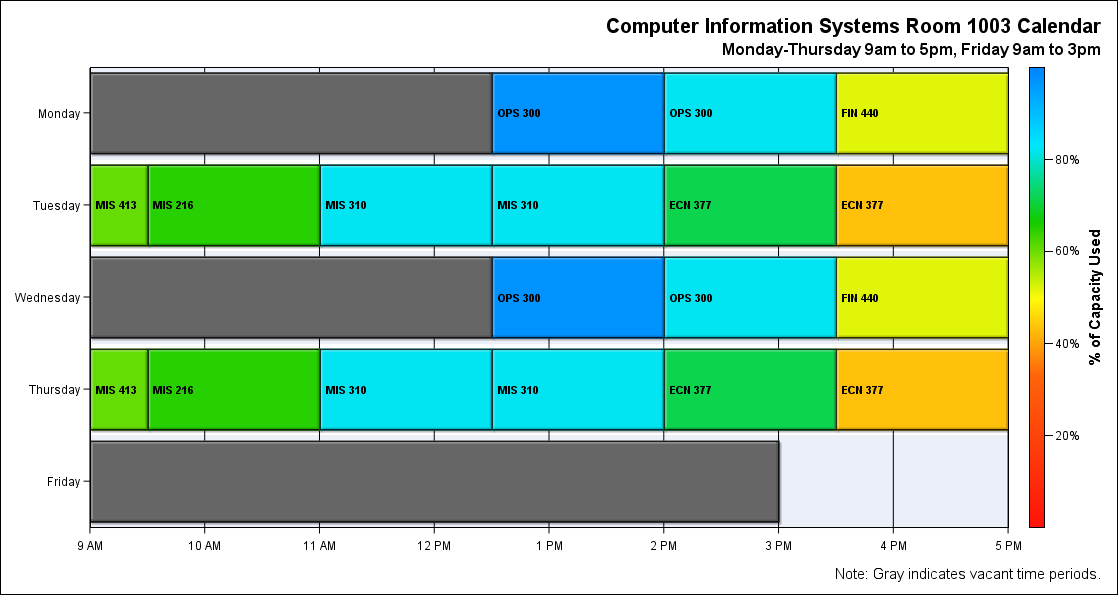 Computer Information Systems Room 1003 Calendar
Monday-Thursday 9am to 5pm, Friday 9am to 3pm
Monday
OPS 300
OPS 300
FIN 440
Tuesday
MIS 413
MIS 216
MIS 310
MIS 310
ECN 377
ECN 377
Wednesday
OPS 300
OPS 300
FIN 440
Thursday
MIS 413
MIS 216
MIS 310
MIS 310
ECN 377
ECN 377
Friday
9 AM
10 AM
11 AM
12 PM
1 PM
2 PM
3 PM
4 PM
5 PM
80%
60%
40%
20%
% of Capacity Used
Note: Gray indicates vacant time periods.